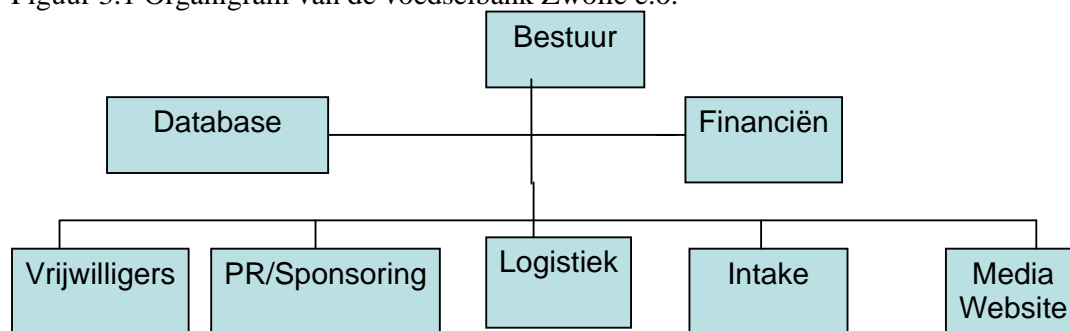 Figuur 3.1 Organigram van de voedselbank Zwolle e.o.
Bestuur
Database
Financiën
Vrijwilligers
PR/Sponsoring
Logistiek
Intake
Media
Website